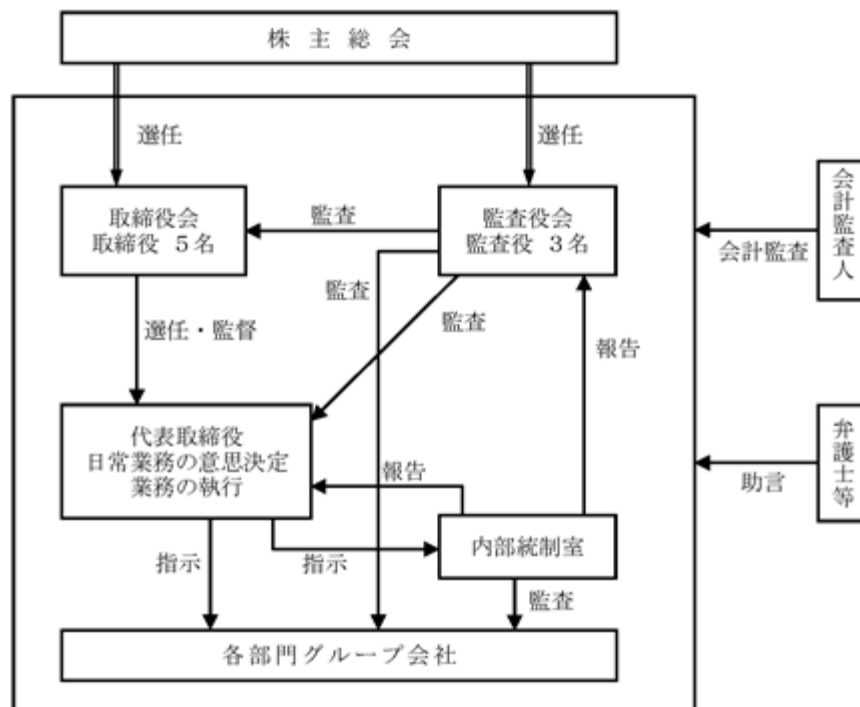 株主総会
選任
選任
取締役会
取締役 5名
監査
監査役会
監査役 3名
会計監査
会計監査人
監査
監査
選任・監督
報告
代表取締役
日常業務の意思決定
業務の執行
報告
助言
弁護士等
指示
指示
内部統制室
監査
各部門グループ会社